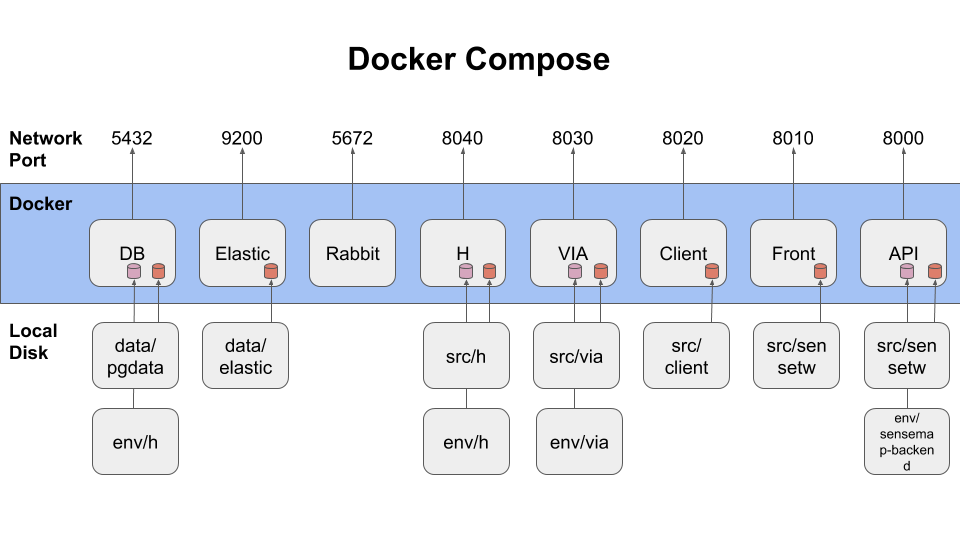 Docker Compose
Network
Port
5432 9200 5672 8040 8030 8020 8010 8000
Docker
DB Elastic Rabbit H VIA Client Front API
Local
Disk
data/
pgdata
data/
elastic
src/h
src/via
src/
client
src/sen
setw
src/sen
setw
env/h
env/h
env/via
env/
sensema
p-backen
d